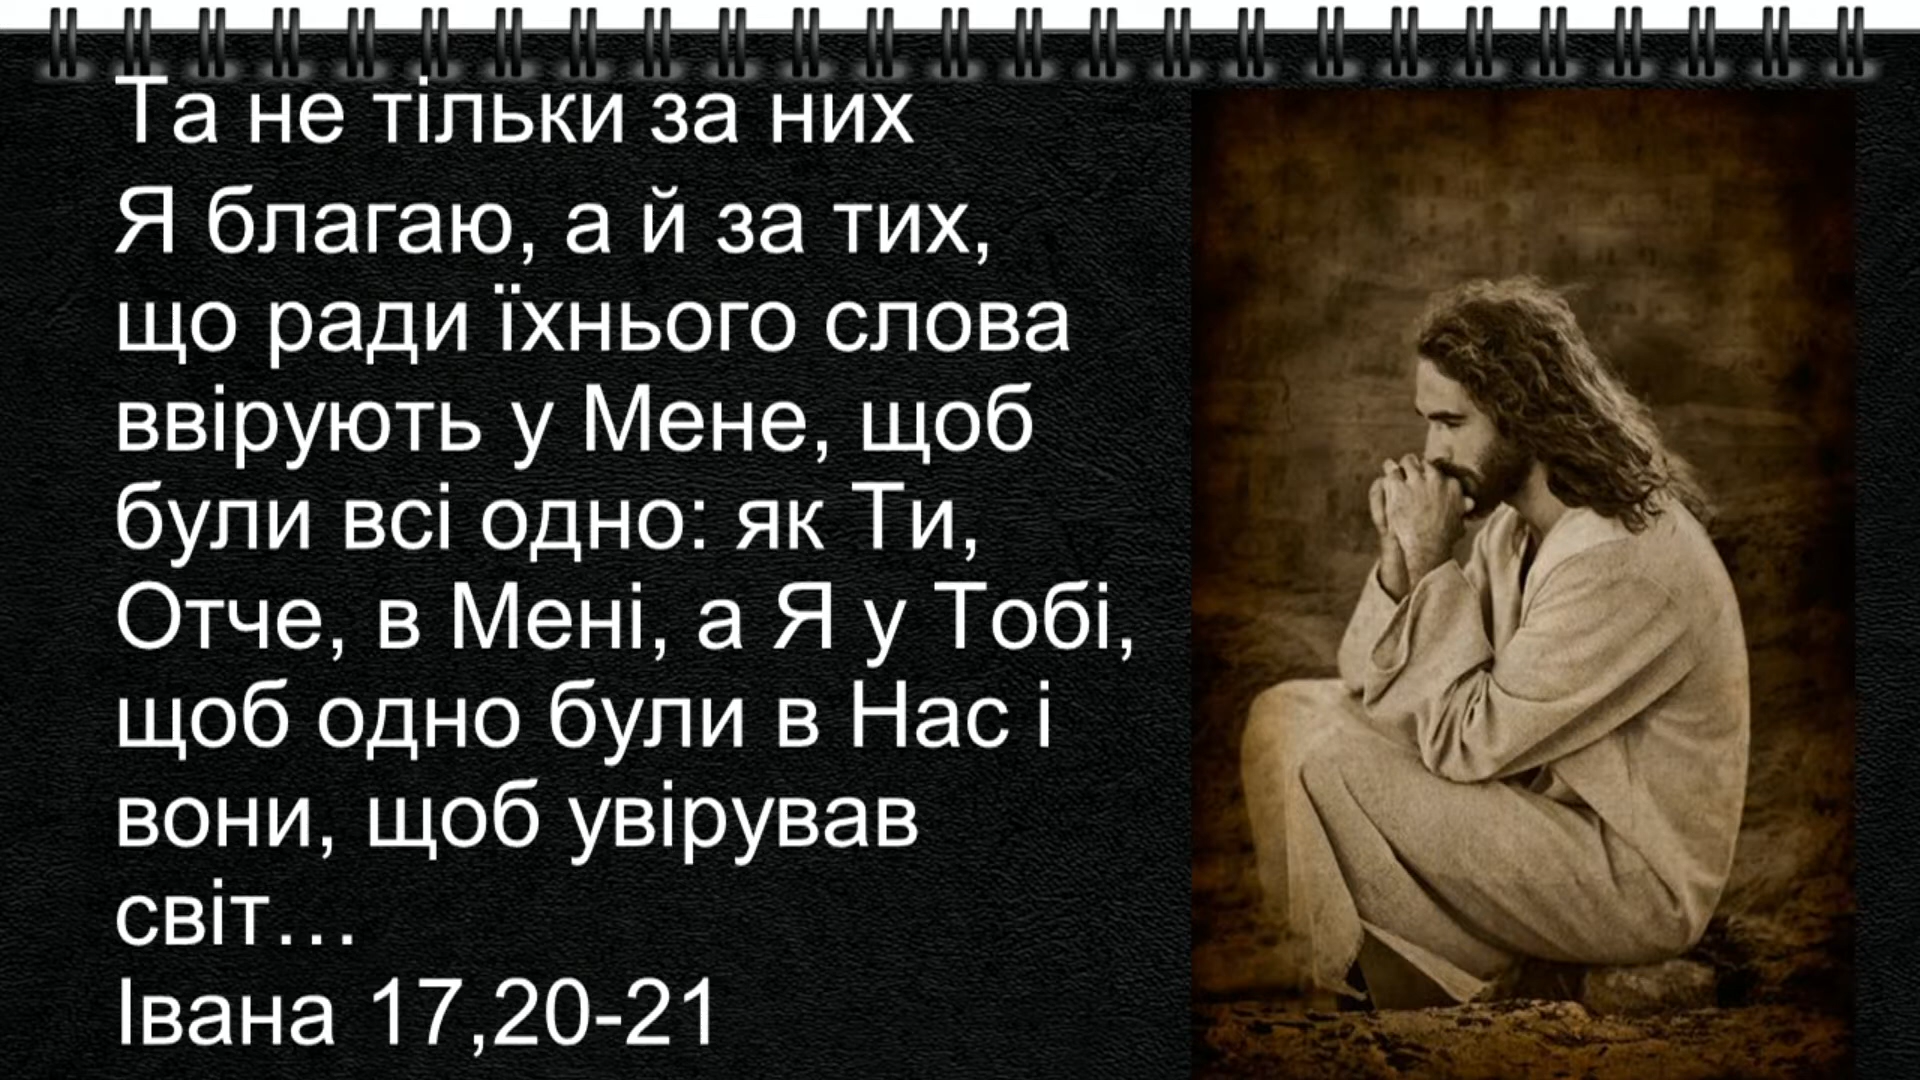 Та не тільки за них
Я благаю, а й за тих,
що ради їхнього слова
ввірують у Мене, щоб
були всі одно: як Ти,
Отче, в Мені, а Я у Тобі,
щоб одно були в Нас і
вони, щоб увірував
світ…
Івана 17,20-21